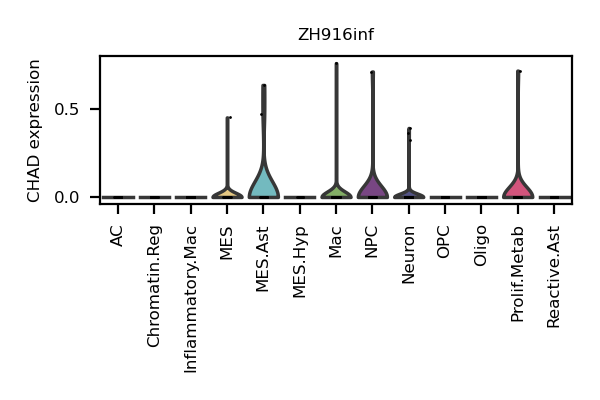 ZH916inf
CHAD expression
0.5
0.0
AC
Chromatin.Reg
Inflammatory.Mac
MES
MES.Ast
MES.Hyp
Mac
NPC
Neuron
OPC
Oligo
Prolif.Metab
Reactive.Ast